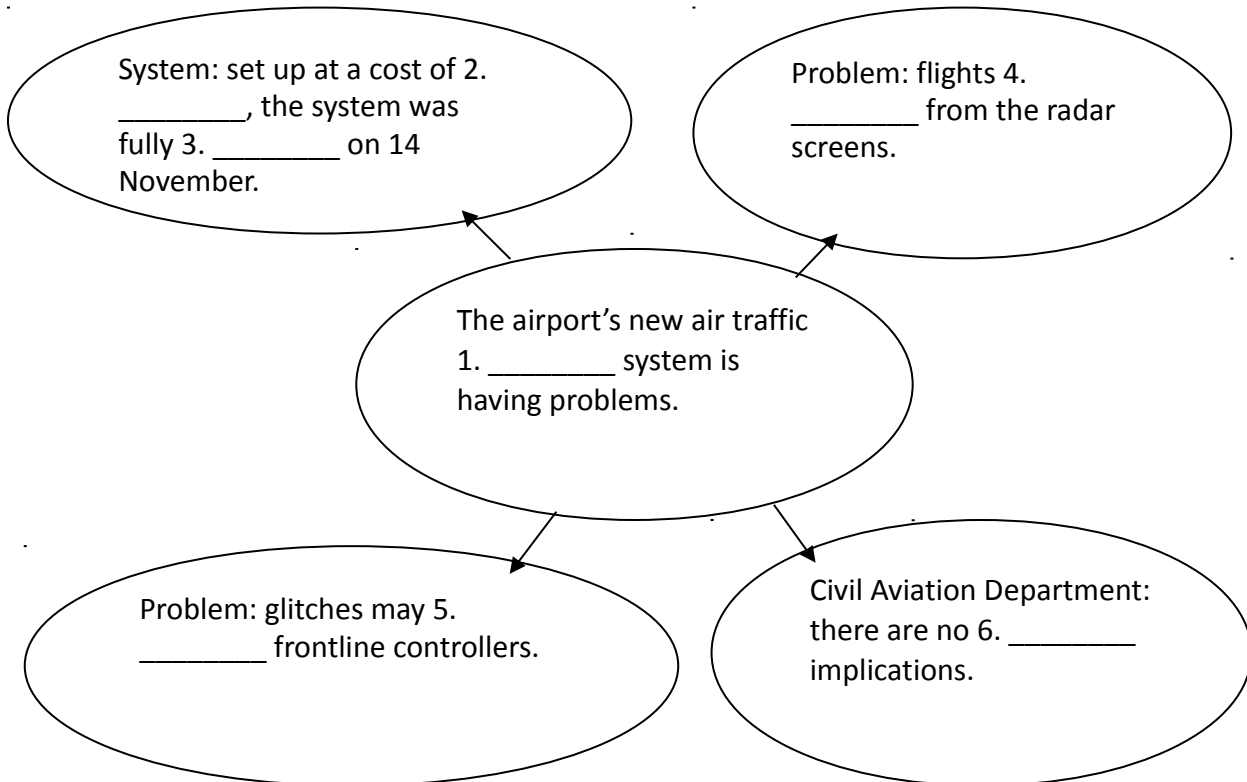 System: set up at a cost of 2.
________, the system was
fully 3. ________ on 14
November.
Problem: flights 4.
________ from the radar
screens.
The airport’s new air traffic
1. ________ system is
having problems.
Problem: glitches may 5.
________ frontline controllers.
Civil Aviation Department:
there are no 6. ________
implications.